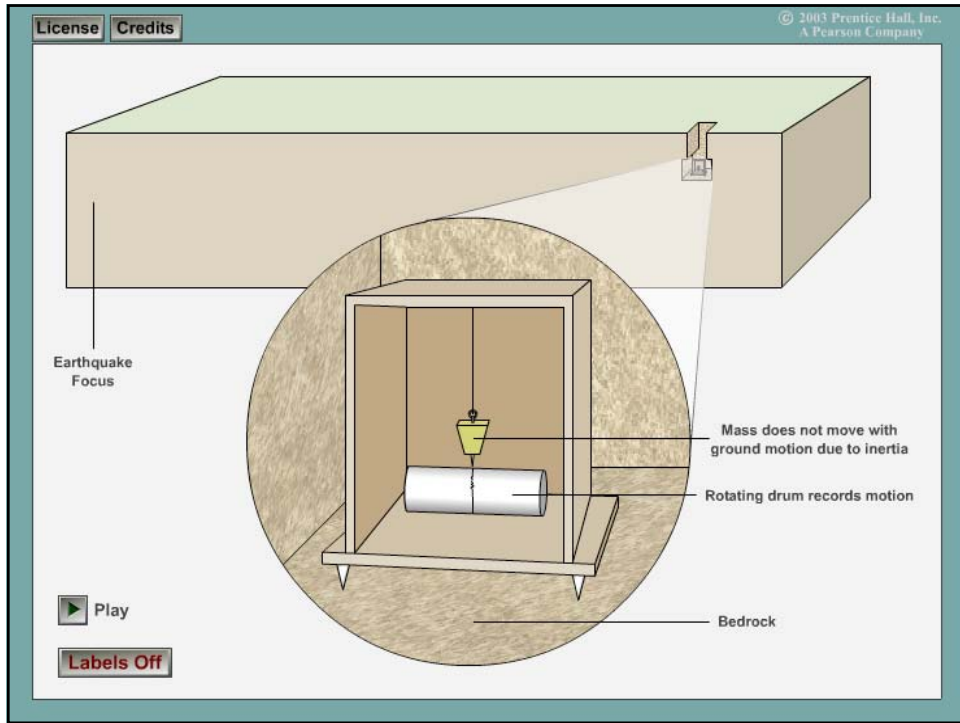 License Credits
© 2003 Prentice Hall, Inc.
A Pearson Company
Earthquake
Focus
Mass does not move with
ground motion due to inertia
Rotating drum records motion
Bedrock
Play
Labels Off